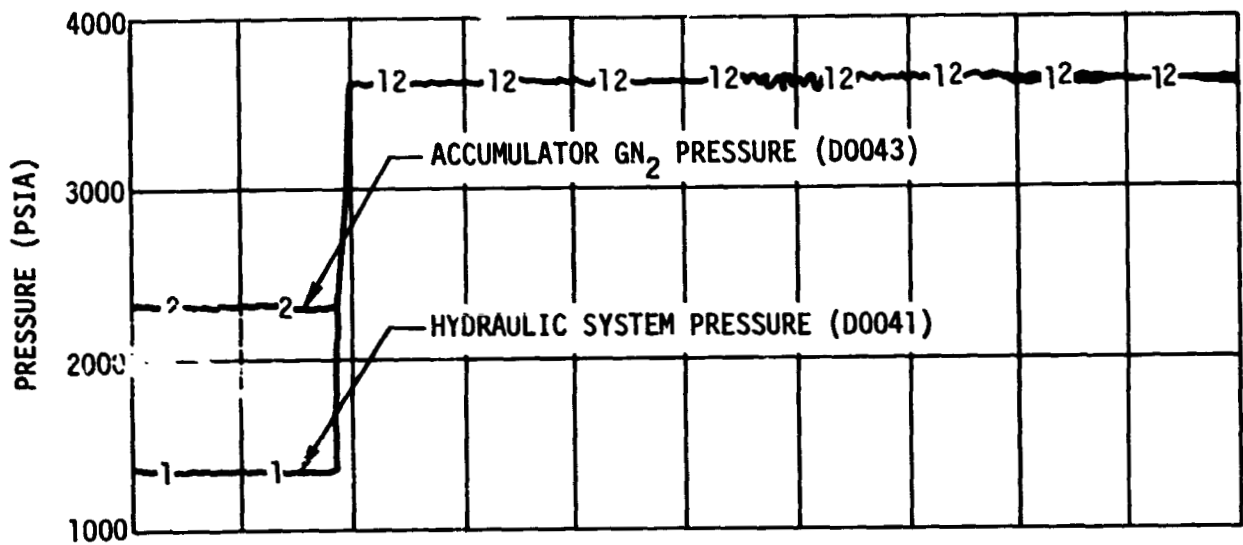 PRESSURE (PSIA)
4000
3000
2000
1000
12 12 12 12 12 12 12 12
ACCUMULATOR GN2 PRESSURE (D0043)
2 2
HYDRAULIC SYSTEM PRESSURE (D0041)
1 1